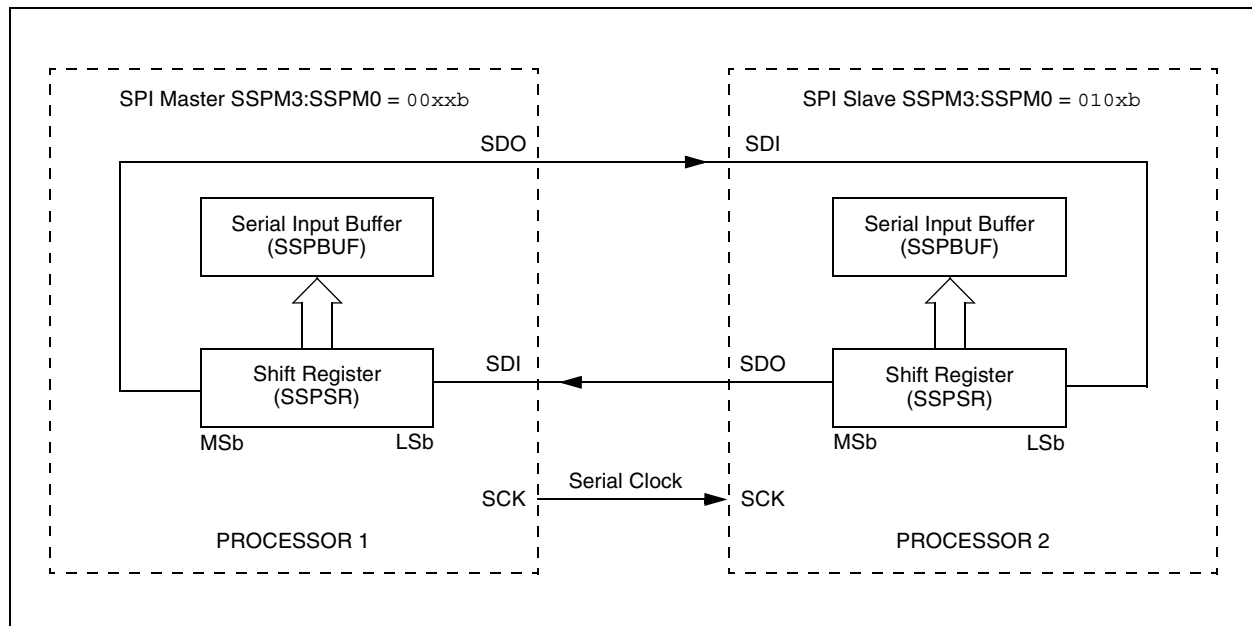 SPI Master SSPM3:SSPM0 = 00xxb
SPI Slave SSPM3:SSPM0 = 010xb
SDO
SDI
Serial Input Buffer
(SSPBUF)
Serial Input Buffer
(SSPBUF)
Shift Register
(SSPSR)
SDI
SDO
Shift Register
(SSPSR)
MSb
LSb
MSb
LSb
Serial Clock
SCK
SCK
PROCESSOR 1
PROCESSOR 2